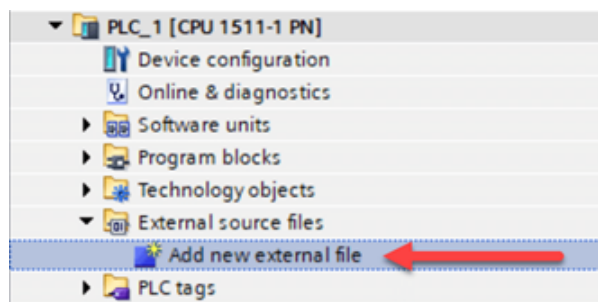 PLC_1 [CPU 1511-1 PN]
Device configuration
Online & diagnostics
Software units
Program blocks
Technology objects
External source files
Add new external file
PLC tags